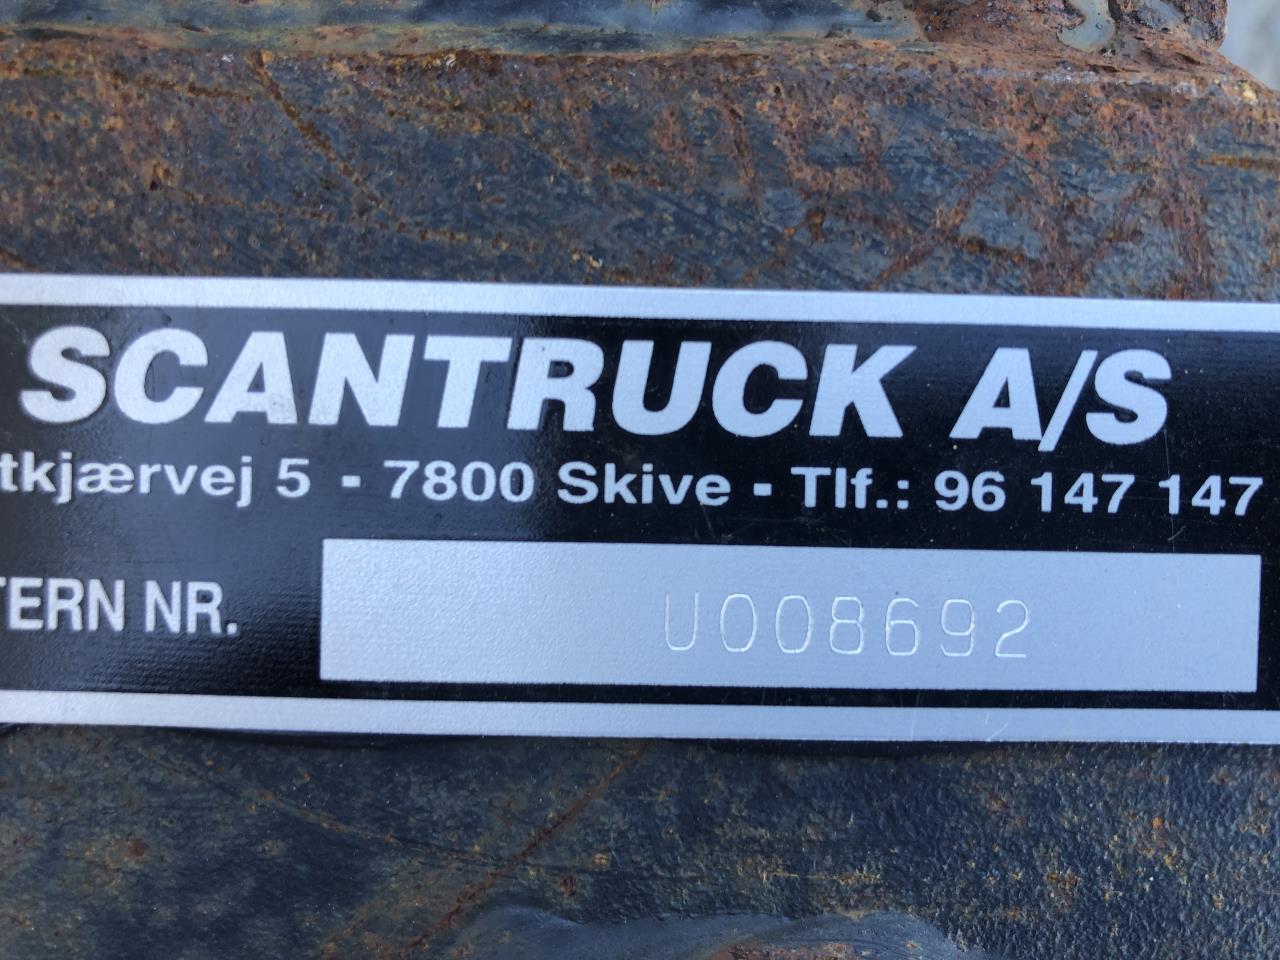 SCANTRUCK A/S
tkjærvej 5 - 7800 Skive - Tlf.: 96 147 147
TERN NR. U008692